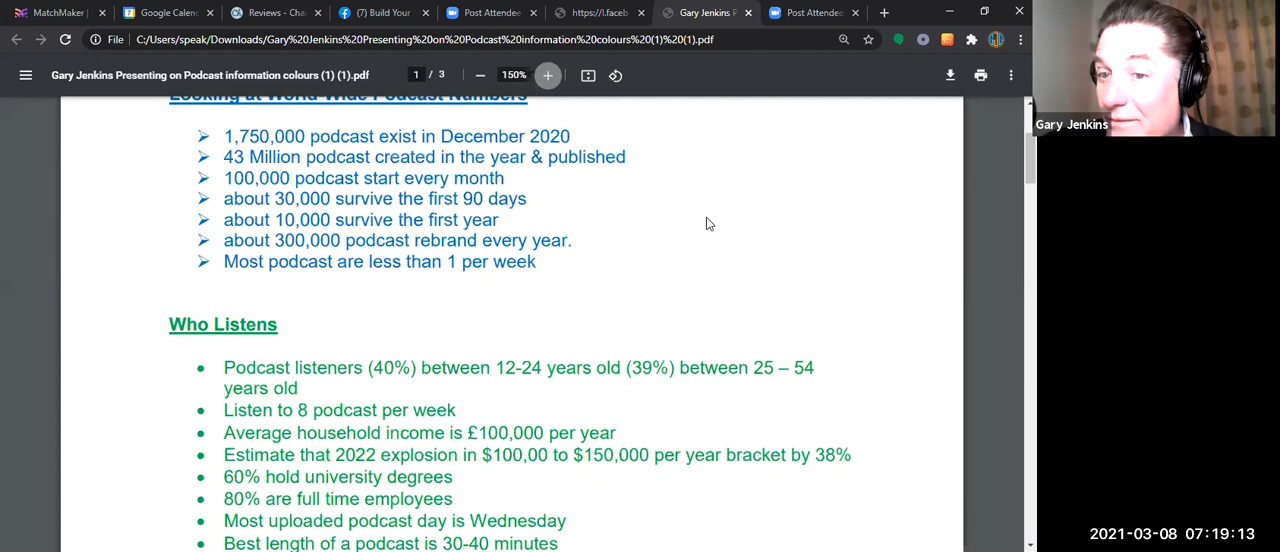 MatchMaker
Google Calen
Reviews - Cha
(7) Build Your
Post Attendee
https://l.faceb
Gary Jenkins P
Post Attendee
File
C:/Users/speak/Downloads/Gary%20Jenkins%20Presenting%20on%20Podcast%20information%20colours%20(1)%20(1).pdf
Gary Jenkins Presenting on Podcast information colours (1) (1).pdf
1 / 3
150%
Looking at World Wide Podcast Numbers
1,750,000 podcast exist in December 2020
43 Million podcast created in the year & published
100,000 podcast start every month
about 30,000 survive the first 90 days
about 10,000 survive the first year
about 300,000 podcast rebrand every year.
Most podcast are less than 1 per week
Who Listens
Podcast listeners (40%) between 12-24 years old (39%) between 25 – 54
years old
Listen to 8 podcast per week
Average household income is £100,000 per year
Estimate that 2022 explosion in $100,00 to $150,000 per year bracket by 38%
60% hold university degrees
80% are full time employees
Most uploaded podcast day is Wednesday
Best length of a podcast is 30-40 minutes
Gary Jenkins
2021-03-08 07:19:13